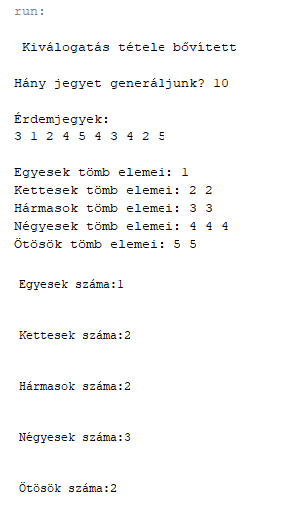 run:
Kiválogatás tétele bővített
Hány jegyet generáljunk? 10
Érdemjegyek:
3 1 2 4 5 4 3 4 2 5
Egyesek tömb elemei: 1
Kettesek tömb elemei: 2 2
Hármasok tömb elemei: 3 3
Négyesek tömb elemei: 4 4 4
Ötösök tömb elemei: 5 5
Egyesek száma:1
Kettesek száma:2
Hármasok száma:2
Négyesek száma:3
Ötösök száma:2